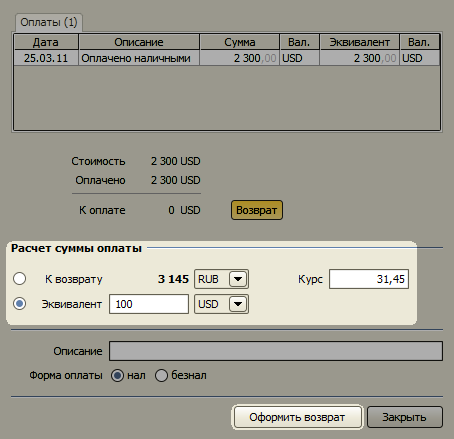 Оплаты (1)
Дата Описание Сумма Вал. Эквивалент Вал.
25.03.11 Оплачено наличными 2 300,00 USD 2 300,00 USD
Стоимость 2 300 USD
Оплачено 2 300 USD
К оплате 0 USD Возврат
Расчет суммы оплаты
К возврату 3 145 RUB Курс 31,45
Эквивалент 100 USD
Описание
Форма оплаты нал безнал
Оформить возврат Закрыть